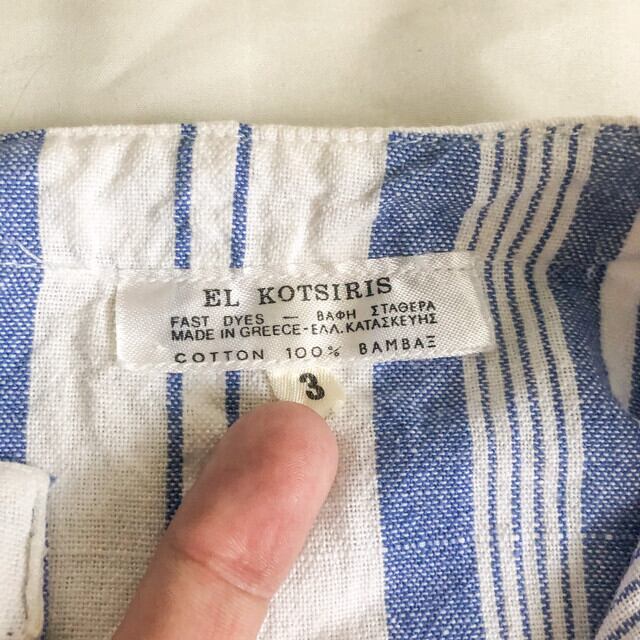 EL KOTSIRIS
FAST DYES — ΒΑΦΗ ΣΤΑΘΕΡΑ
MADE IN GREECE-ΕΛΛ.ΚΑΤΑΣΚΕΥΗΣ
COTTON 100% ΒΑΜΒΑΞ
3